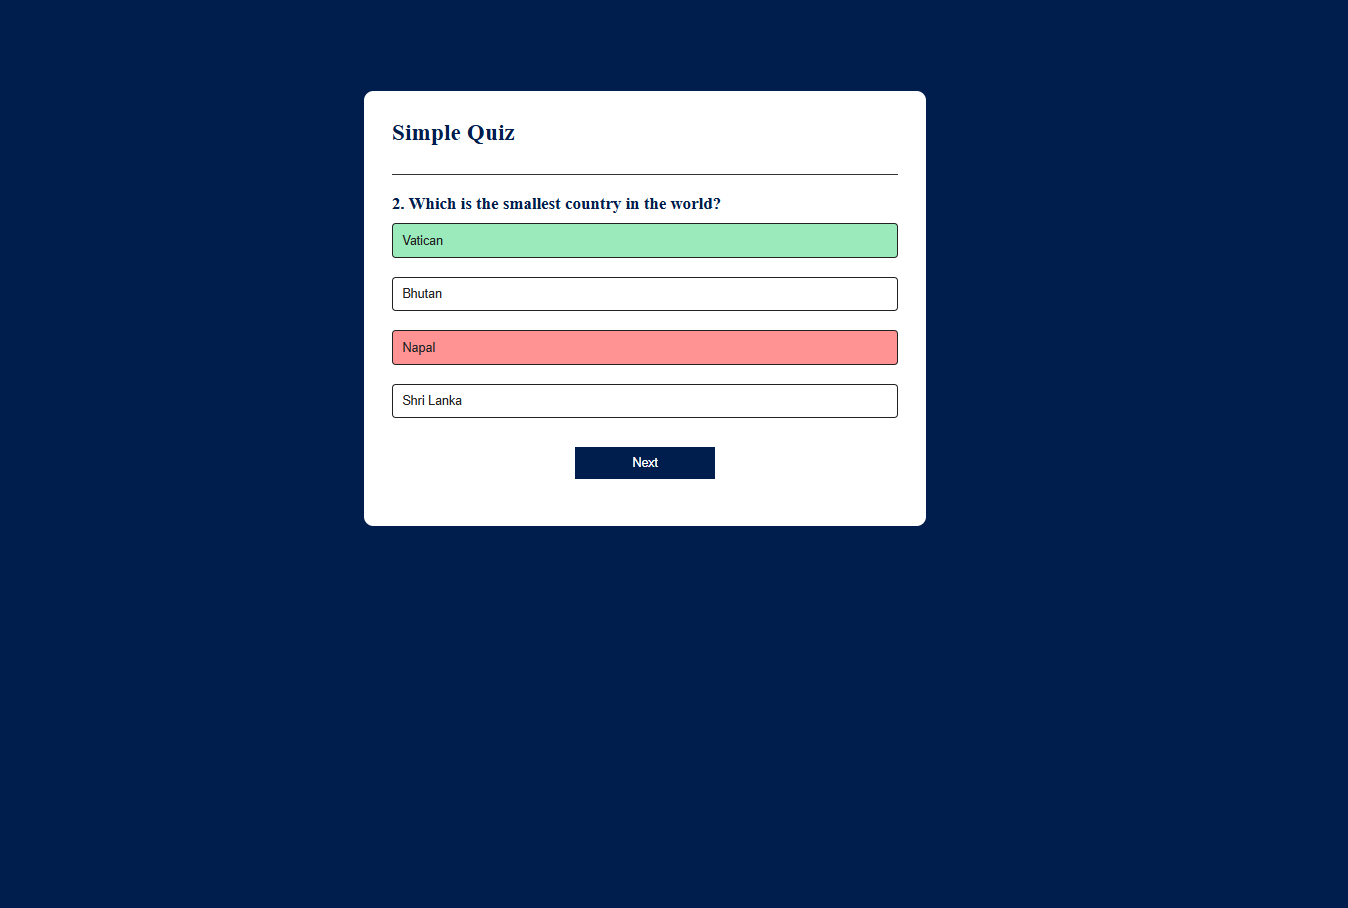 Simple Quiz
2. Which is the smallest country in the world?
Vatican
Bhutan
Napal
Shri Lanka
Next